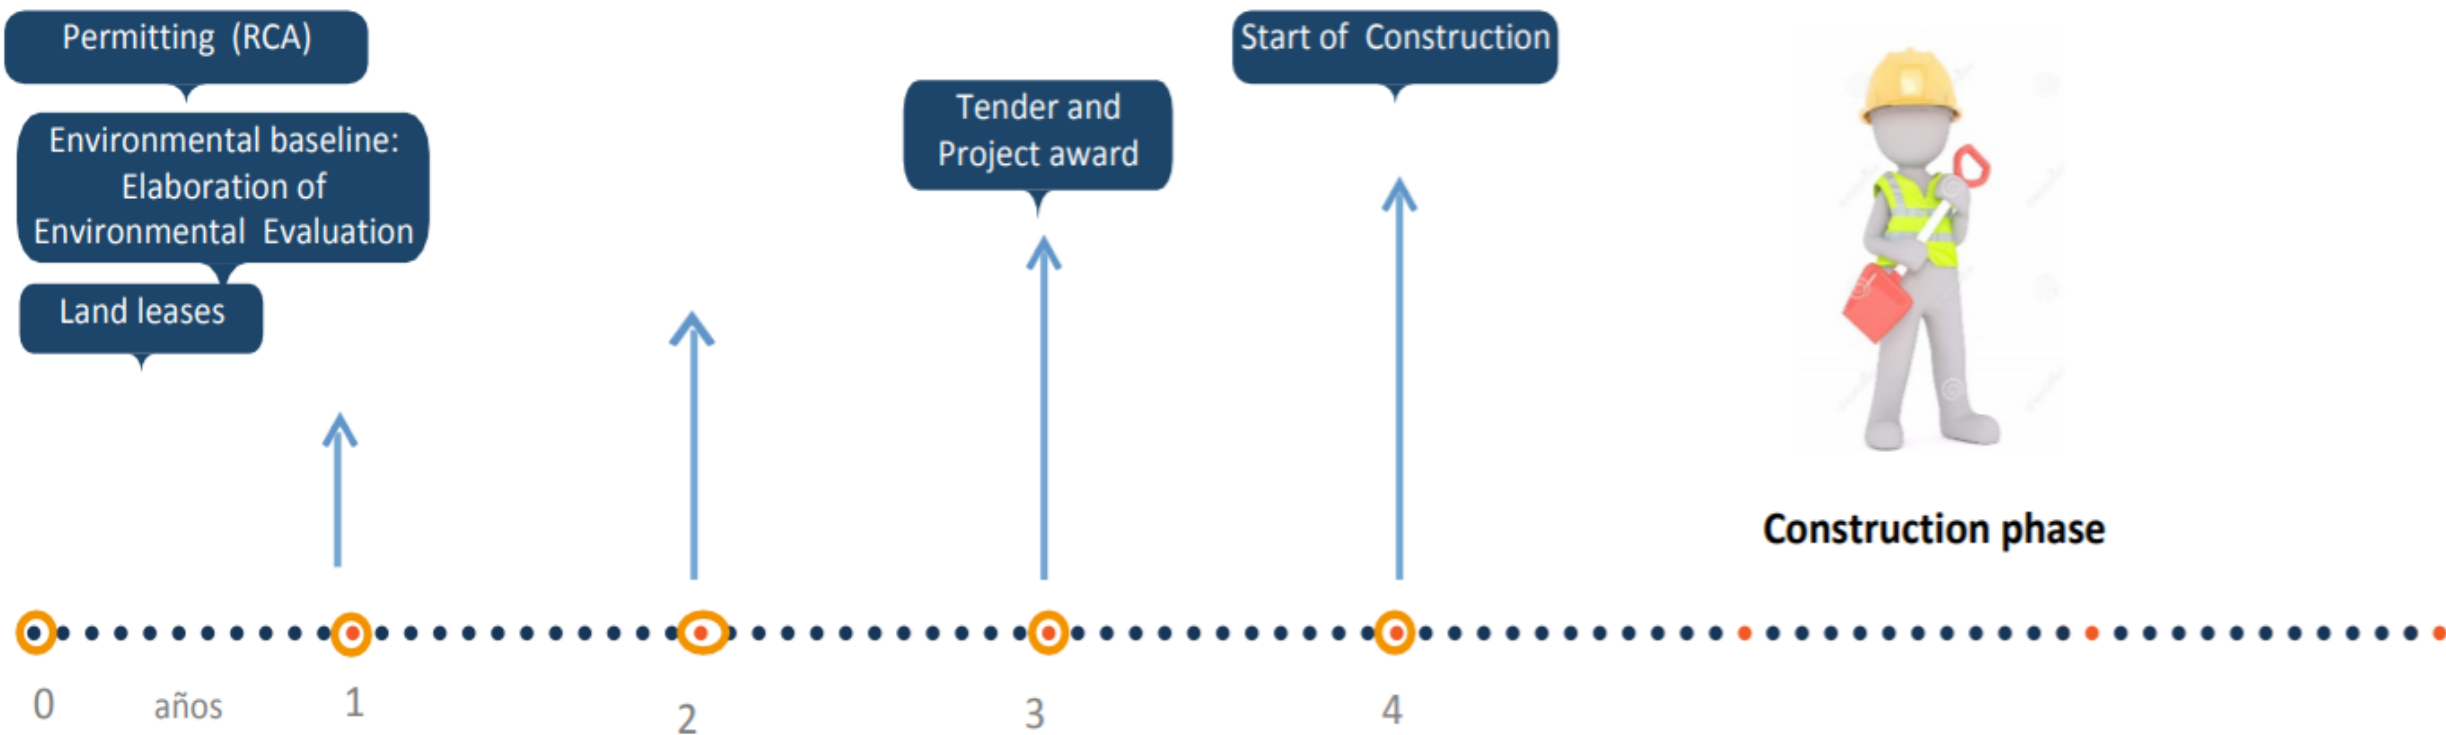 Permitting (RCA)
Environmental baseline:
Elaboration of
Environmental Evaluation
Land leases
Tender and
Project award
Start of Construction
Construction phase
0
años
1
2
3
4